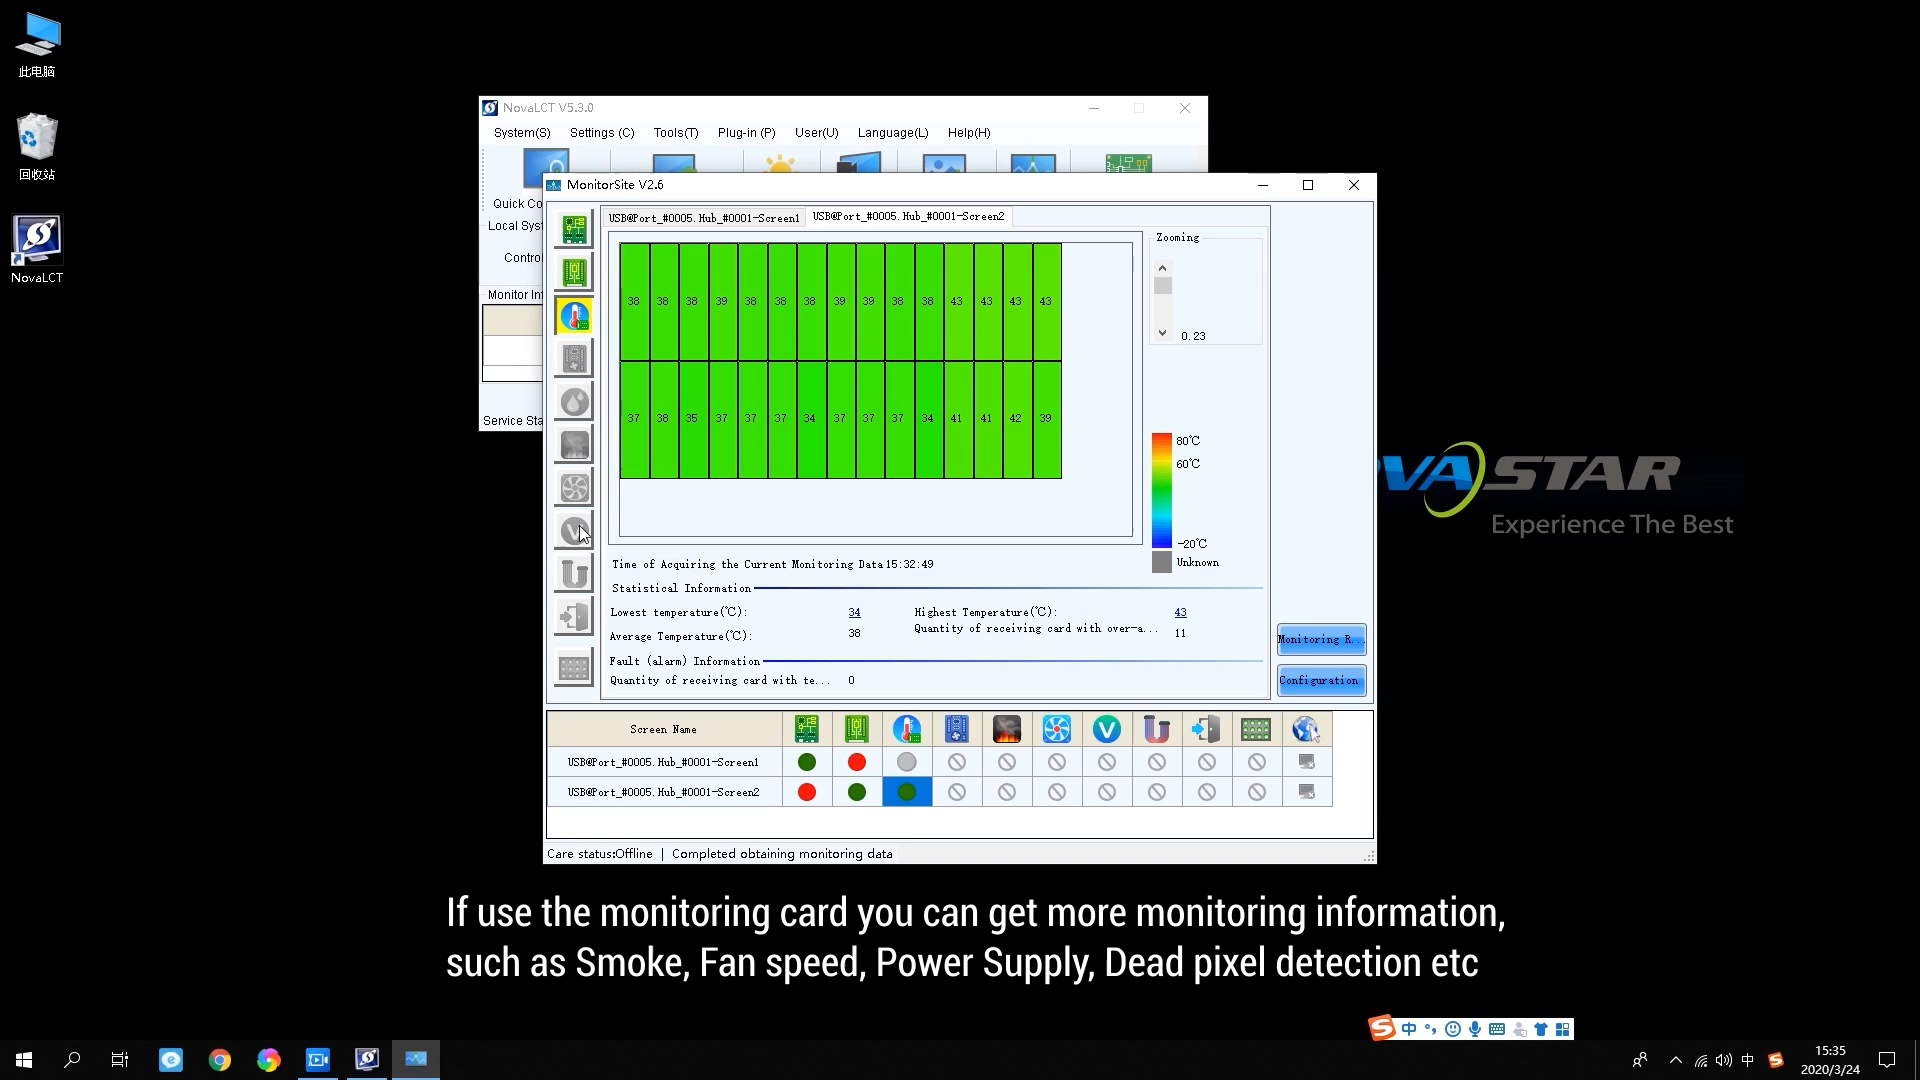 此电脑
回收站
NovaLCT
NovaLCT V5.3.0
System(S) Settings (C) Tools(T) Plug-in (P) User(U) Language(L) Help(H)
Quick Co
Local Sys
Contro
Monitor In
Service Sta
MonitorSite V2.6
USB@Port_#0005.Hub_#0001-Screen1 USB@Port_#0005.Hub_#0001-Screen2
38 38 38 39 38 38 38 39 39 38 38 43 43 43 43
37 38 35 37 37 37 34 37 37 37 34 41 41 42 39
Zooming
0.23
80℃
60℃
-20℃
Unknown
Time of Acquiring the Current Monitoring Data 15:32:49
Statistical Information
Lowest temperature(℃): 34 Highest Temperature(℃): 43
Average Temperature(℃): 38 Quantity of receiving card with over-a... 11
Fault (alarm) Information
Quantity of receiving card with te... 0
Monitoring R...
Configuration
Screen Name
USB@Port_#0005.Hub_#0001-Screen1
USB@Port_#0005.Hub_#0001-Screen2
Care status:Offline | Completed obtaining monitoring data
VASTAR
Experience The Best
If use the monitoring card you can get more monitoring information,
such as Smoke, Fan speed, Power Supply, Dead pixel detection etc
中
中
15:35
2020/3/24